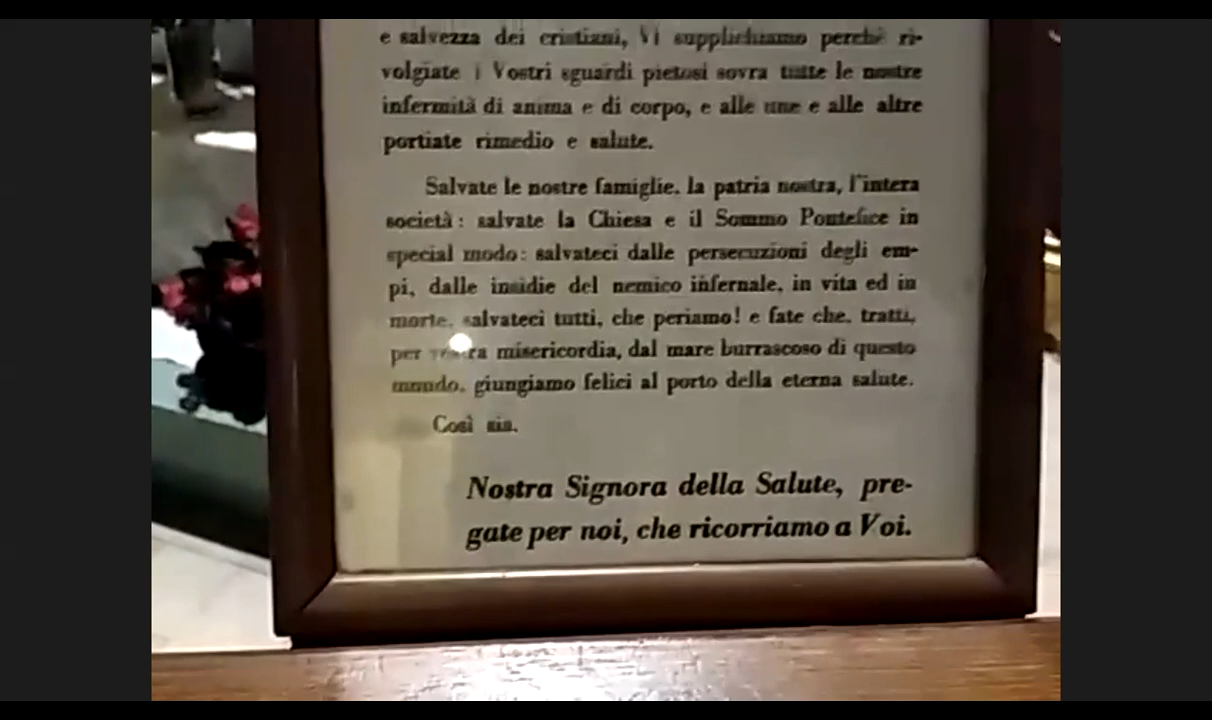 e salvezza dei cristiani, Vi supplichiamo perchè ri-
volgiate i Vostri sguardi pietosi sovra tutte le nostre
infermità di anima e di corpo, e alle une e alle altre
portiate rimedio e salute.
Salvate le nostre famiglie, la patria nostra, l'intera
società: salvate la Chiesa e il Sommo Pontefice in
special modo: salvateci dalle persecuzioni degli em-
pi, dalle insidie del nemico infernale, in vita ed in
morte, salvateci tutti, che periamo! e fate che, tratti,
per vostra misericordia, dal mare burrascoso di questo
mondo, giungiamo felici al porto della eterna salute.
Così sia.
Nostra Signora della Salute, pre-
gate per noi, che ricorriamo a Voi.